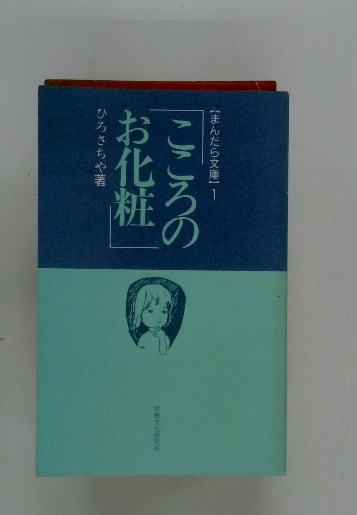 【まんだら文庫】1
「こころの
お化粧」
ひろさちや著